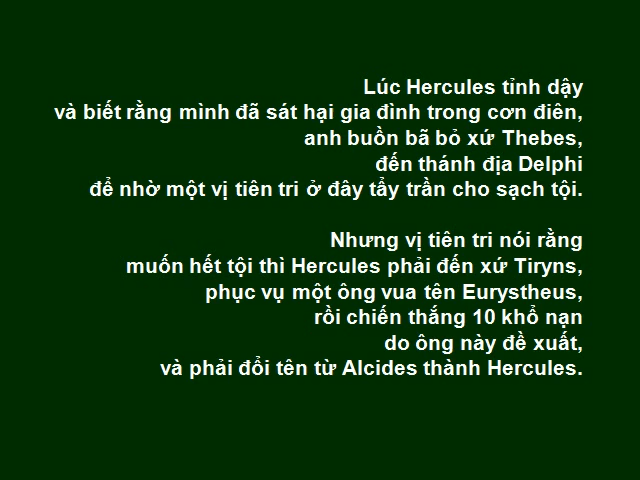 Lúc Hercules tỉnh dậy
và biết rằng mình đã sát hại gia đình trong cơn điên,
anh buồn bã bỏ xứ Thebes,
đến thánh địa Delphi
để nhờ một vị tiên tri ở đây tẩy trần cho sạch tội.
Nhưng vị tiên tri nói rằng
muốn hết tội thì Hercules phải đến xứ Tiryns,
phục vụ một ông vua tên Eurystheus,
rồi chiến thắng 10 khổ nạn
do ông này đề xuất,
và phải đổi tên từ Alcides thành Hercules.